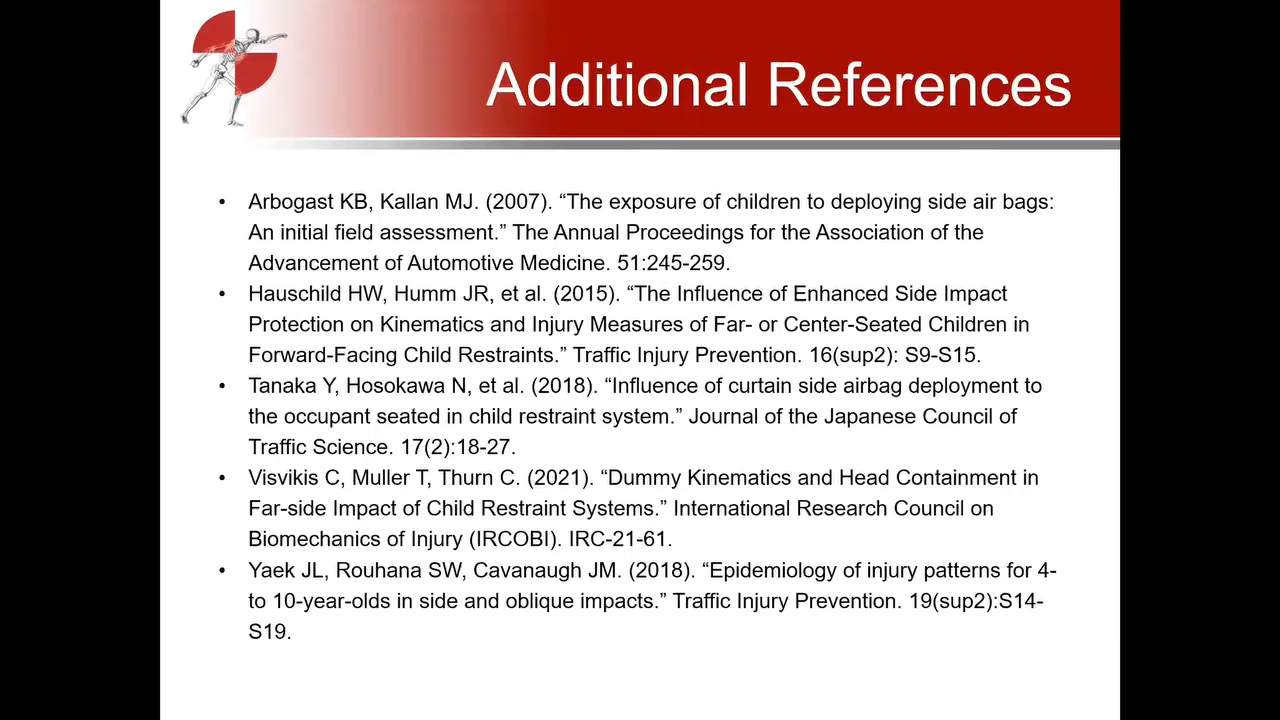 Additional References
• Arbogast KB, Kallan MJ. (2007). “The exposure of children to deploying side air bags:
An initial field assessment.” The Annual Proceedings for the Association of the
Advancement of Automotive Medicine. 51:245-259.
• Hauschild HW, Humm JR, et al. (2015). “The Influence of Enhanced Side Impact
Protection on Kinematics and Injury Measures of Far- or Center-Seated Children in
Forward-Facing Child Restraints.” Traffic Injury Prevention. 16(sup2): S9-S15.
• Tanaka Y, Hosokawa N, et al. (2018). “Influence of curtain side airbag deployment to
the occupant seated in child restraint system.” Journal of the Japanese Council of
Traffic Science. 17(2):18-27.
• Visvikis C, Muller T, Thurn C. (2021). “Dummy Kinematics and Head Containment in
Far-side Impact of Child Restraint Systems.” International Research Council on
Biomechanics of Injury (IRCOBI). IRC-21-61.
• Yaek JL, Rouhana SW, Cavanaugh JM. (2018). “Epidemiology of injury patterns for 4-
to 10-year-olds in side and oblique impacts.” Traffic Injury Prevention. 19(sup2):S14-
S19.